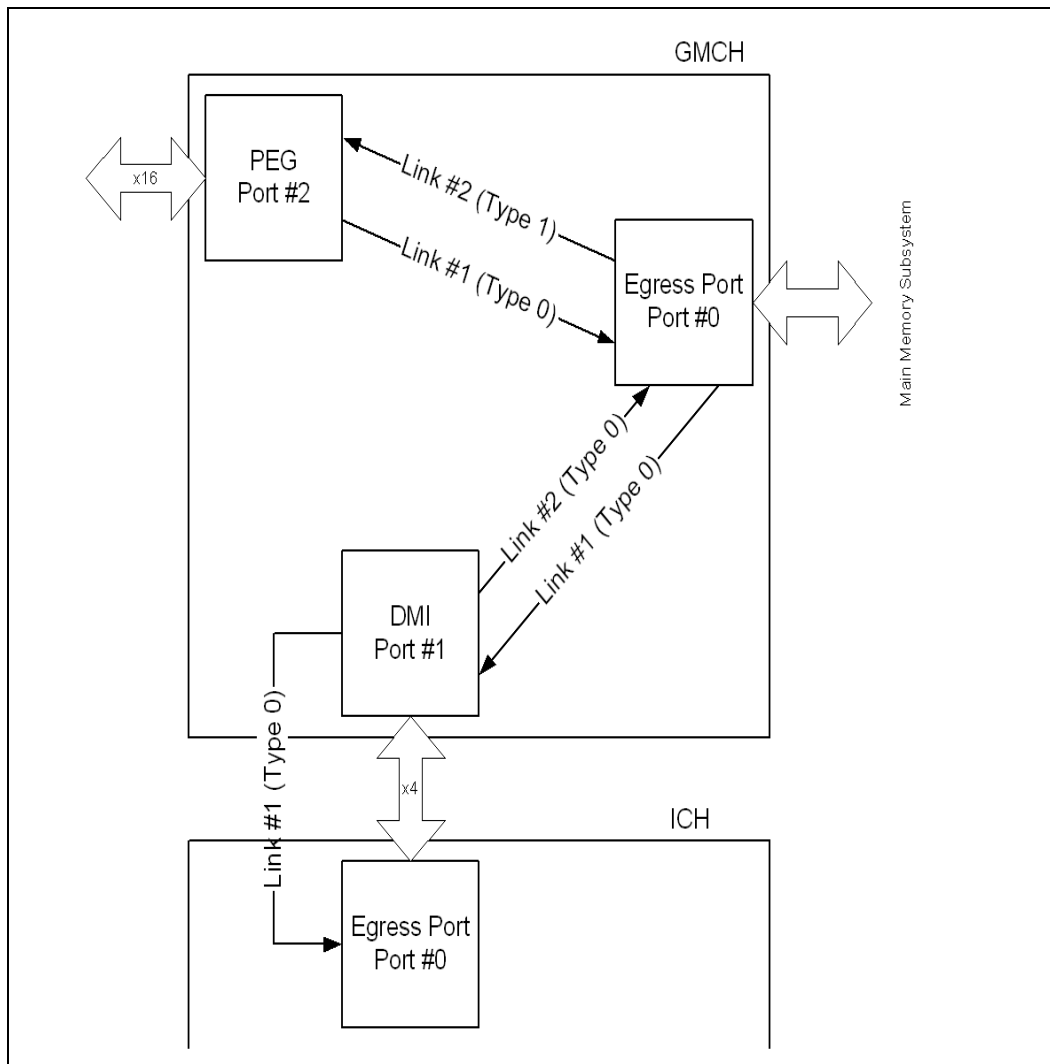 GMCH
PEG
Port #2
x16
Link #2 (Type 1)
Link #1 (Type 0)
Egress Port
Port #0
Main Memory Subsystem
Link #2 (Type 0)
Link #1 (Type 0)
DMI
Port #1
Link #1 (Type 0)
x4
ICH
Egress Port
Port #0